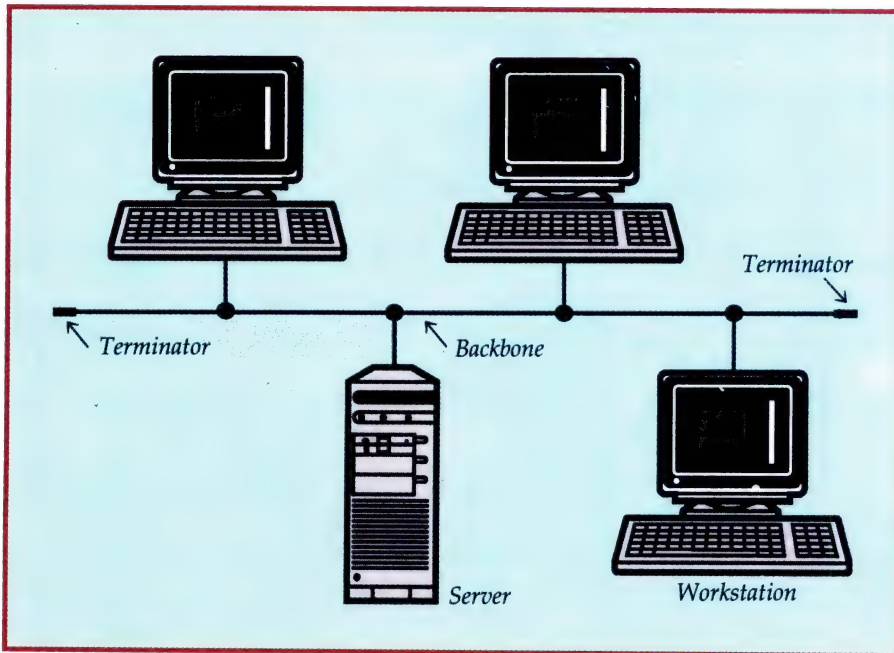 Terminator
Terminator
Backbone
Server
Workstation